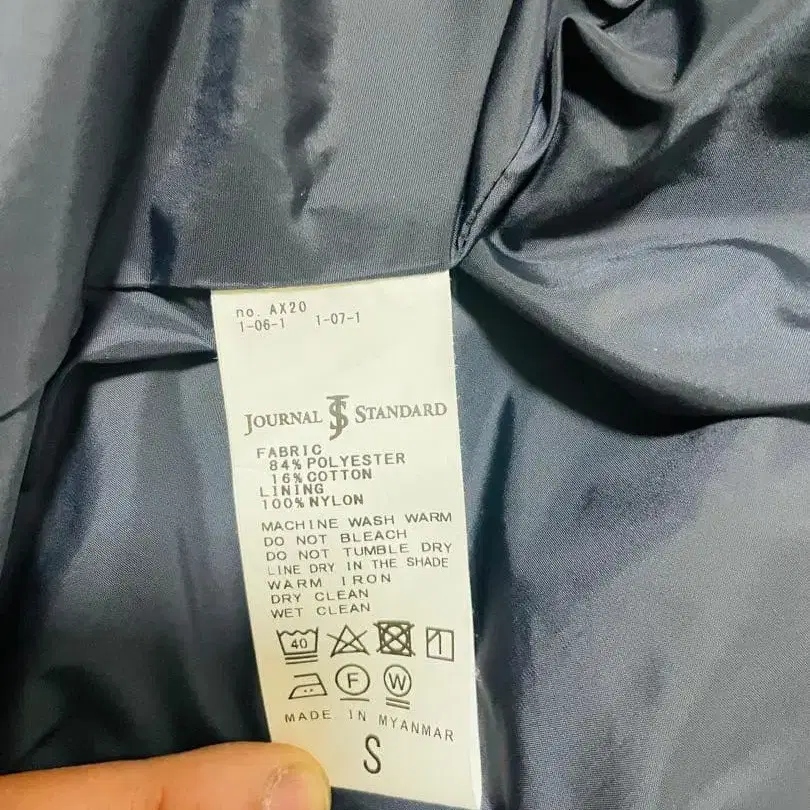 no. AX20
1-06-1 1-07-1
JOURNAL JS STANDARD
FABRIC
84% POLYESTER
16% COTTON
LINING
100% NYLON
MACHINE WASH WARM
DO NOT BLEACH
DO NOT TUMBLE DRY
LINE DRY IN THE SHADE
WARM IRON
DRY CLEAN
WET CLEAN
40
F W
MADE IN MYANMAR
S